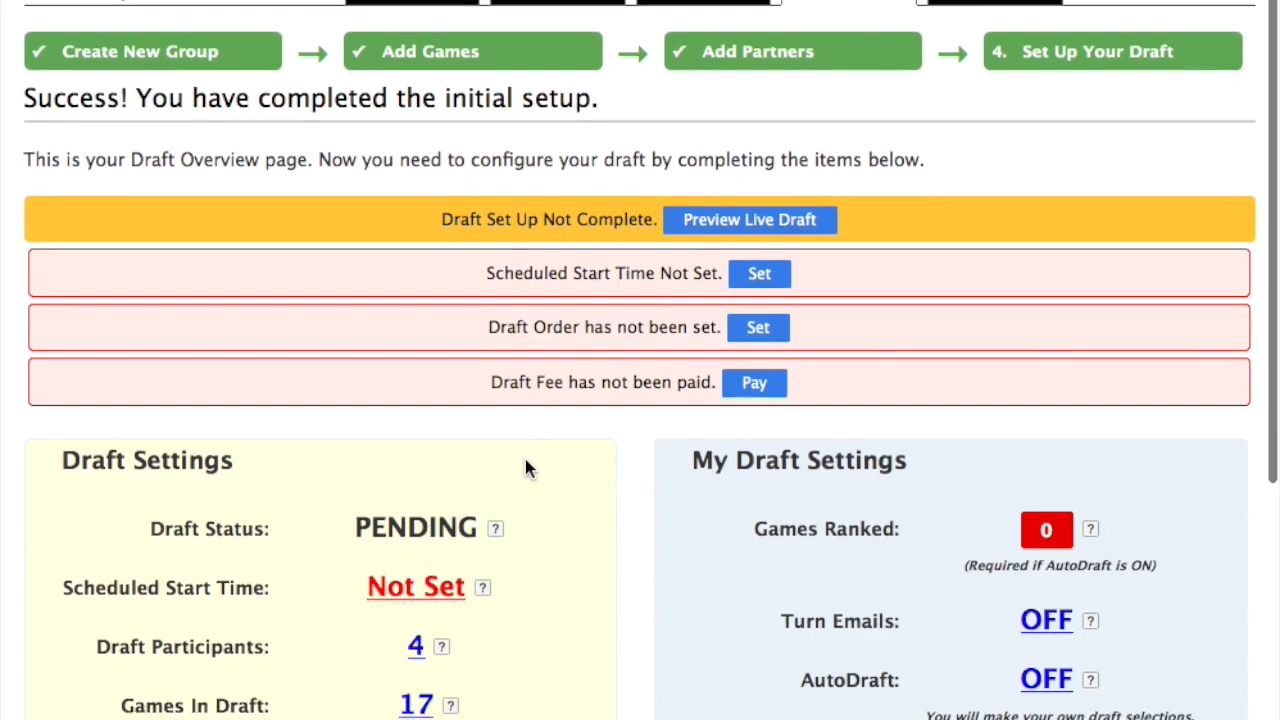 ✓ Create New Group → ✓ Add Games → ✓ Add Partners → 4. Set Up Your Draft
Success! You have completed the initial setup.
This is your Draft Overview page. Now you need to configure your draft by completing the items below.
Draft Set Up Not Complete. Preview Live Draft
Scheduled Start Time Not Set. Set
Draft Order has not been set. Set
Draft Fee has not been paid. Pay
Draft Settings
Draft Status: PENDING ?
Scheduled Start Time: Not Set ?
Draft Participants: 4 ?
Games In Draft: 17 ?
My Draft Settings
Games Ranked: 0 ?
(Required if AutoDraft is ON)
Turn Emails: OFF ?
AutoDraft: OFF ?
You will make your own draft selections.